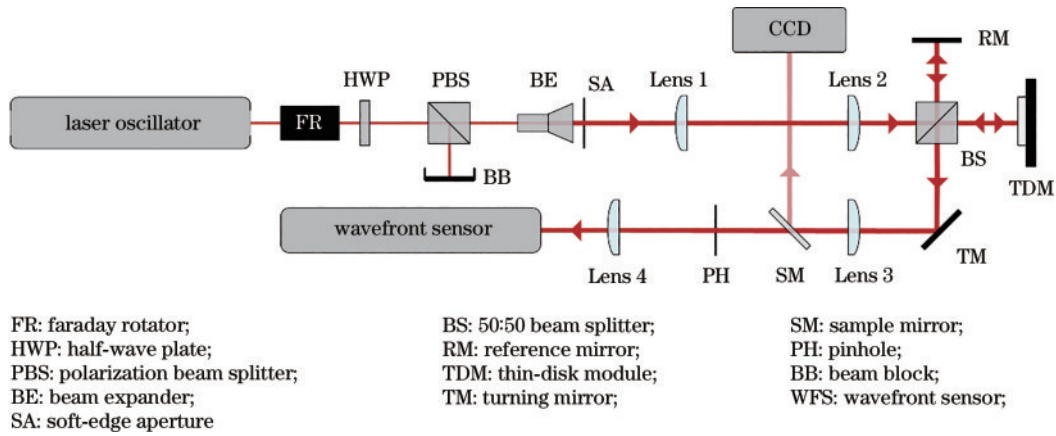 CCD
RM
HWP
PBS
BE
SA
Lens 1
Lens 2
laser oscillator
FR
BB
BS
TDM
wavefront sensor
Lens 4
PH
SM
Lens 3
TM
FR: faraday rotator;
HWP: half-wave plate;
PBS: polarization beam splitter;
BE: beam expander;
SA: soft-edge aperture
BS: 50:50 beam splitter;
RM: reference mirror;
TDM: thin-disk module;
TM: turning mirror;
SM: sample mirror;
PH: pinhole;
BB: beam block;
WFS: wavefront sensor;